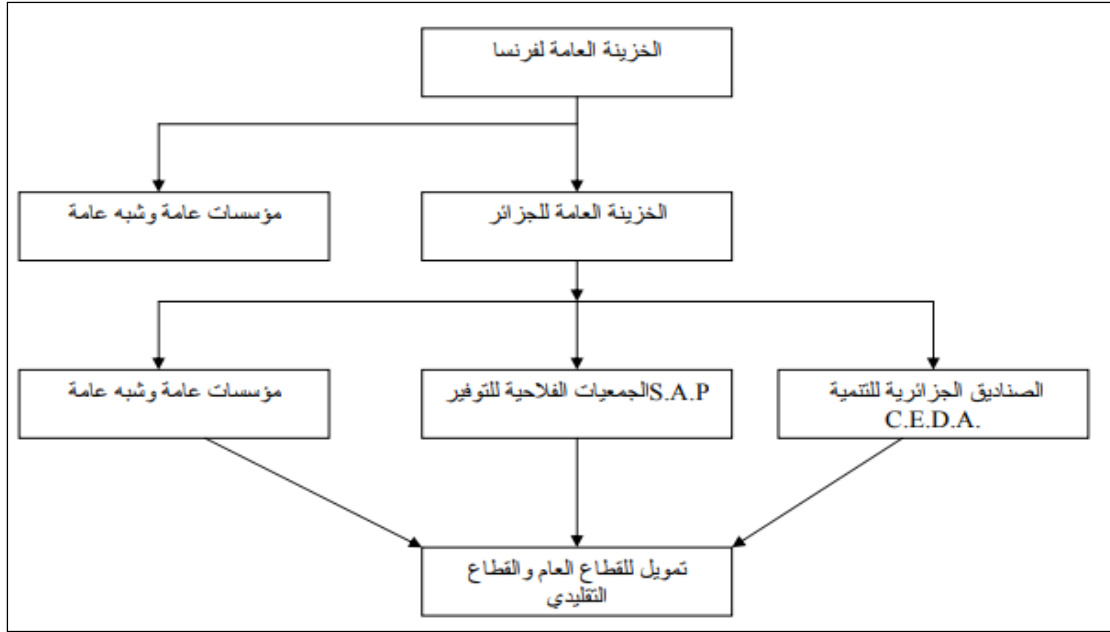 الخزينة العامة لفرنسا
الخزينة العامة للجزائر
مؤسسات عامة وشبه عامة
الصناديق الجزائرية للتنمية
C.E.D.A.
S.A.Pالجمعيات الفلاحية للتوفير
مؤسسات عامة وشبه عامة
تمويل للقطاع العام والقطاع
التقليدي